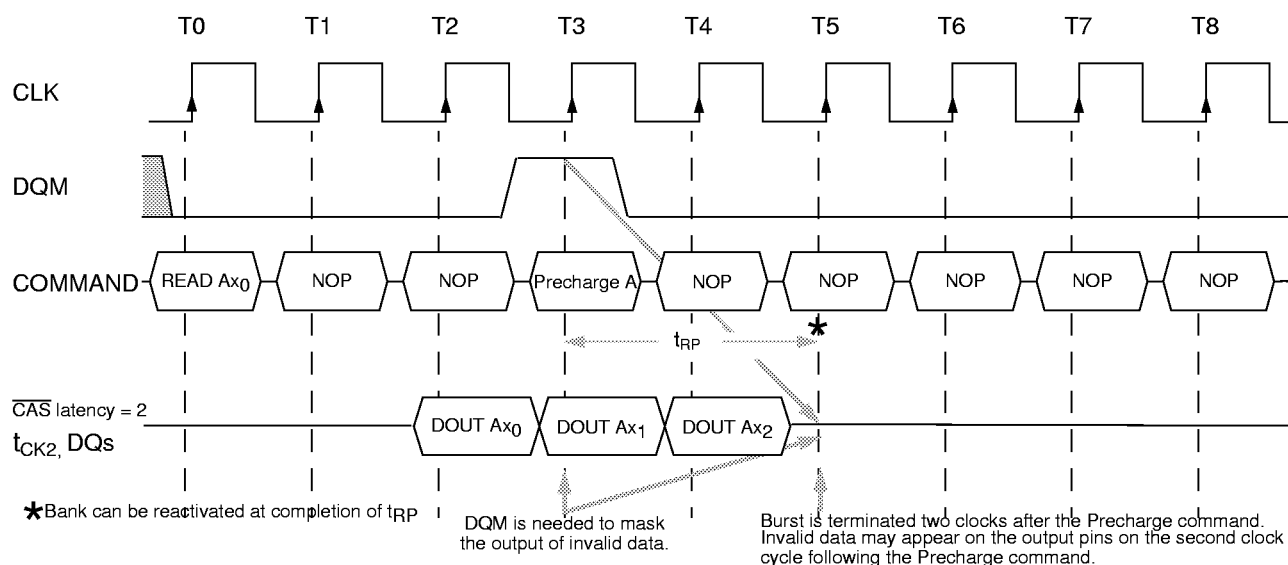 T0 T1 T2 T3 T4 T5 T6 T7 T8
CLK
DQM
COMMAND READ Ax0 NOP NOP Precharge A NOP NOP NOP NOP NOP
* tRP
CAS latency = 2
tCK2, DQs DOUT Ax0 DOUT Ax1 DOUT Ax2
*Bank can be reactivated at completion of tRP
DQM is needed to mask
the output of invalid data.
Burst is terminated two clocks after the Precharge command.
Invalid data may appear on the output pins on the second clock
cycle following the Precharge command.